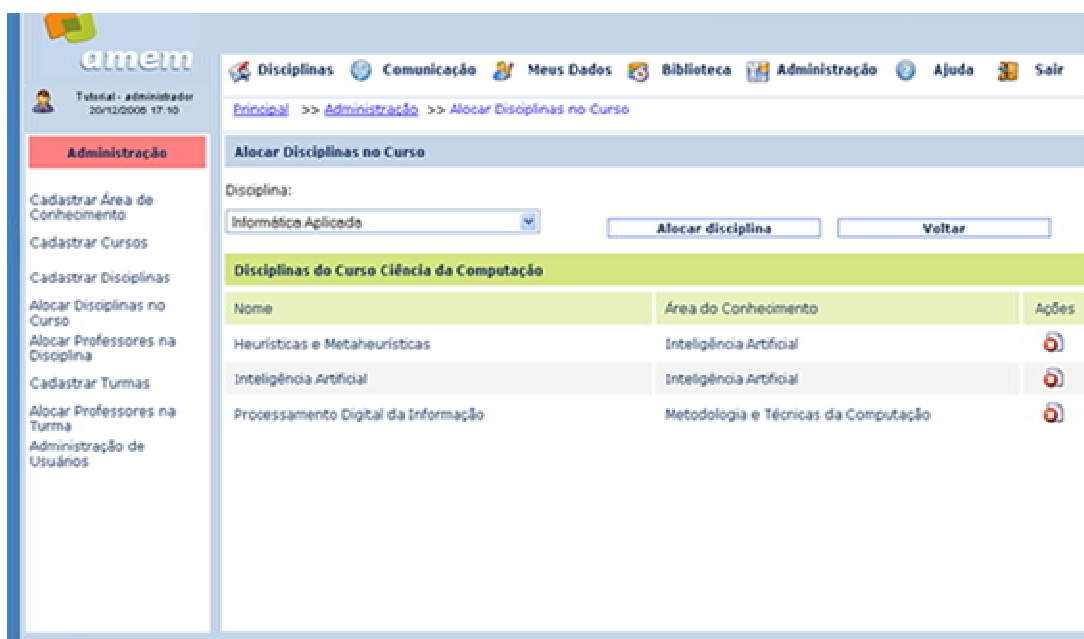 amem
Tutorial - administrador
20/12/2006 17:10
Disciplinas Comunicação Meus Dados Biblioteca Administração Ajuda Sair
Principal >> Administração >> Alocar Disciplinas no Curso
Administração
Cadastrar Área de
Conhecimento
Cadastrar Cursos
Cadastrar Disciplinas
Alocar Disciplinas no
Curso
Alocar Professores na
Disciplina
Cadastrar Turmas
Alocar Professores na
Turma
Administração de
Usuários
Alocar Disciplinas no Curso
Disciplina:
Informática Aplicada
Alocar disciplina Voltar
Disciplinas do Curso Ciência da Computação
Nome Área do Conhecimento Ações
Heurísticas e Metaheurísticas Inteligência Artificial
Inteligência Artificial Inteligência Artificial
Processamento Digital da Informação Metodologia e Técnicas da Computação